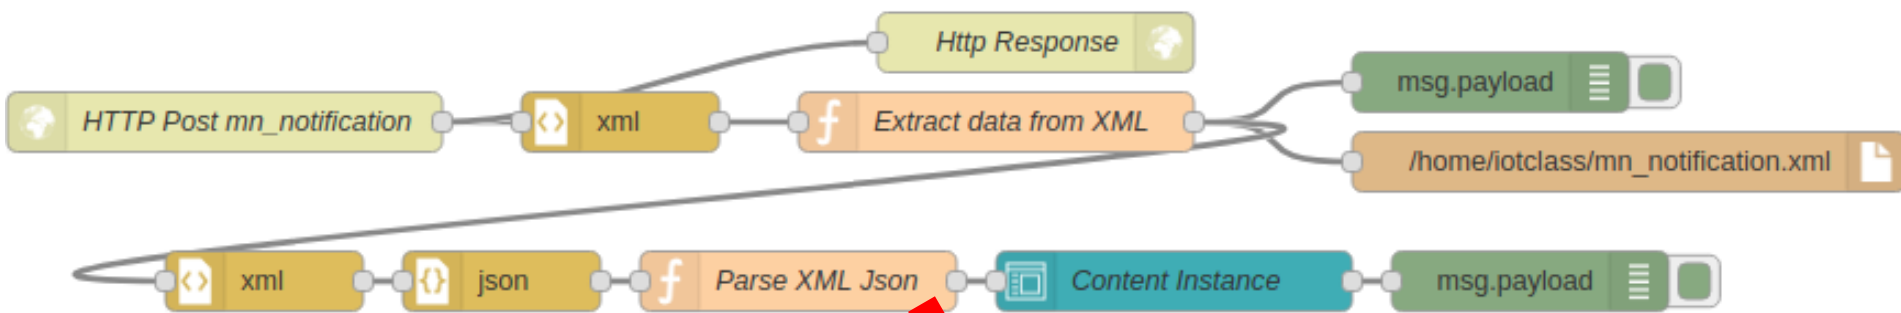 Http Response
msg.payload
HTTP Post mn_notification
xml
Extract data from XML
/home/iotclass/mn_notification.xml
xml
json
Parse XML Json
Content Instance
msg.payload